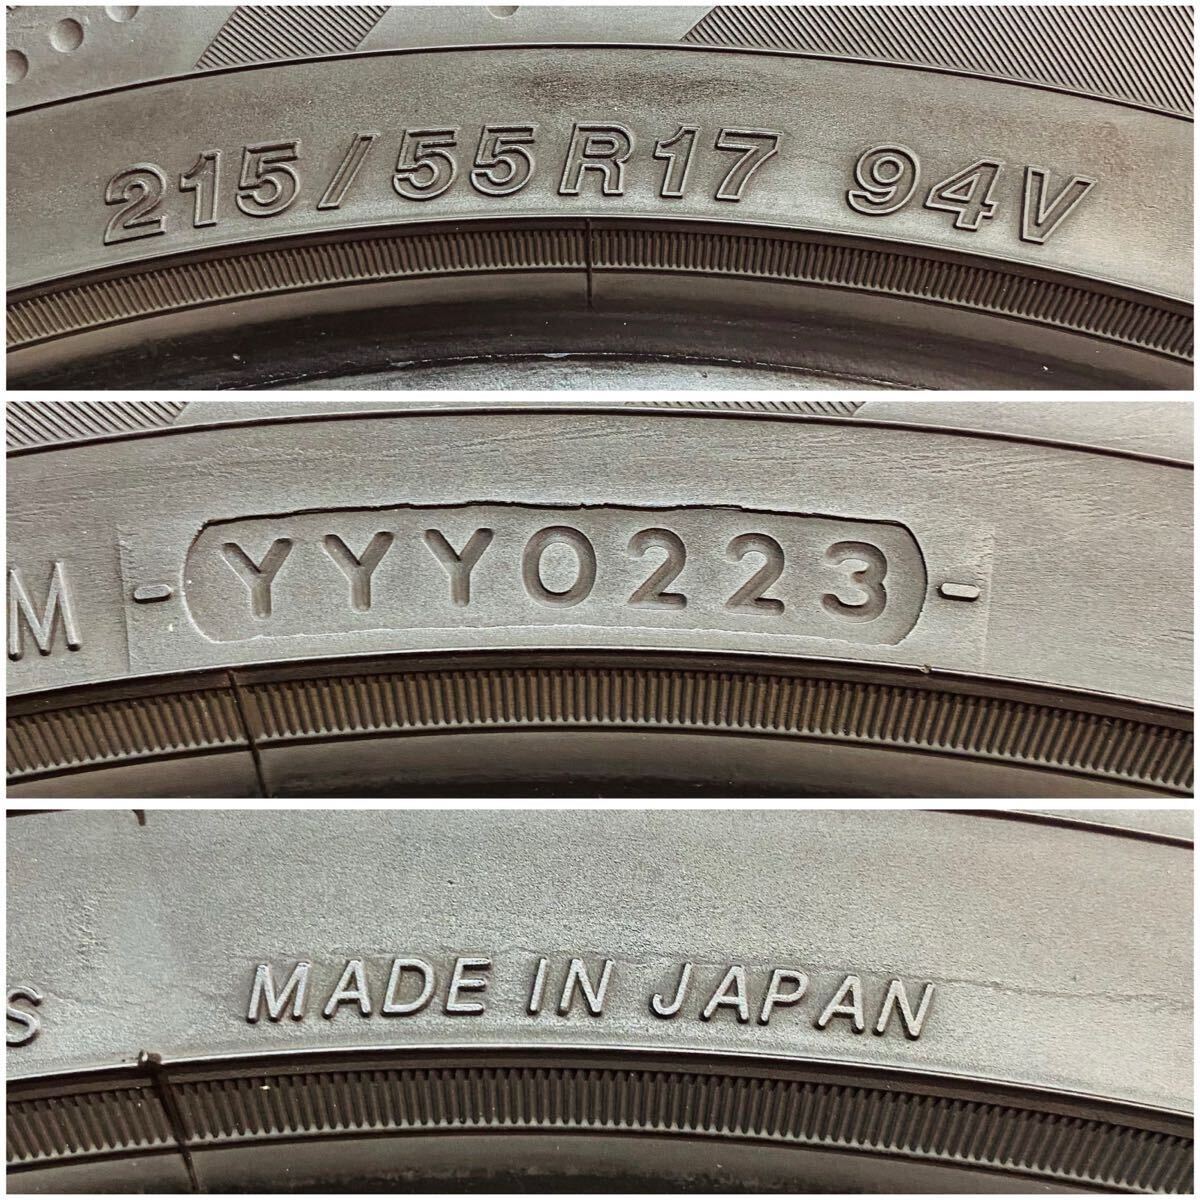 215/55R17 94V
M -YYY0223-
S MADE IN JAPAN